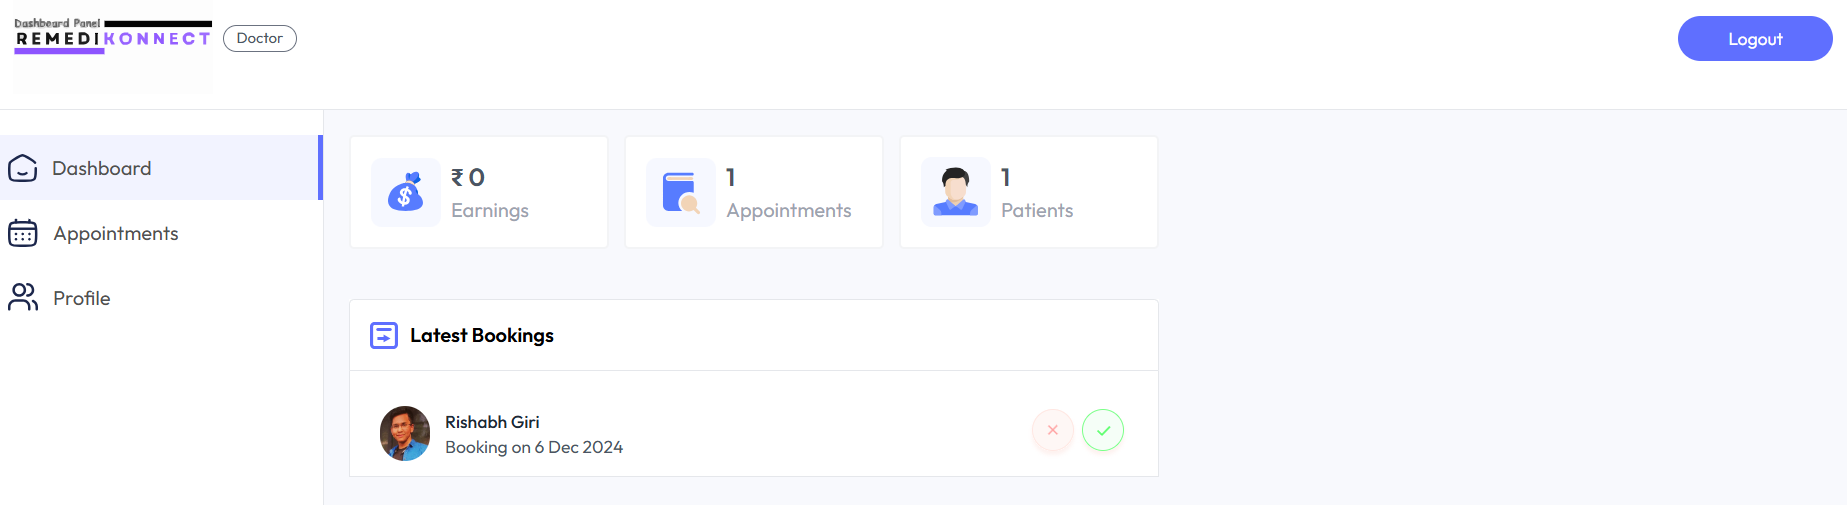 Dashboard Panel
REMEDIKONNECT
Doctor
Logout
Dashboard
Appointments
Profile
₹ 0
Earnings
1
Appointments
1
Patients
Latest Bookings
Rishabh Giri
Booking on 6 Dec 2024